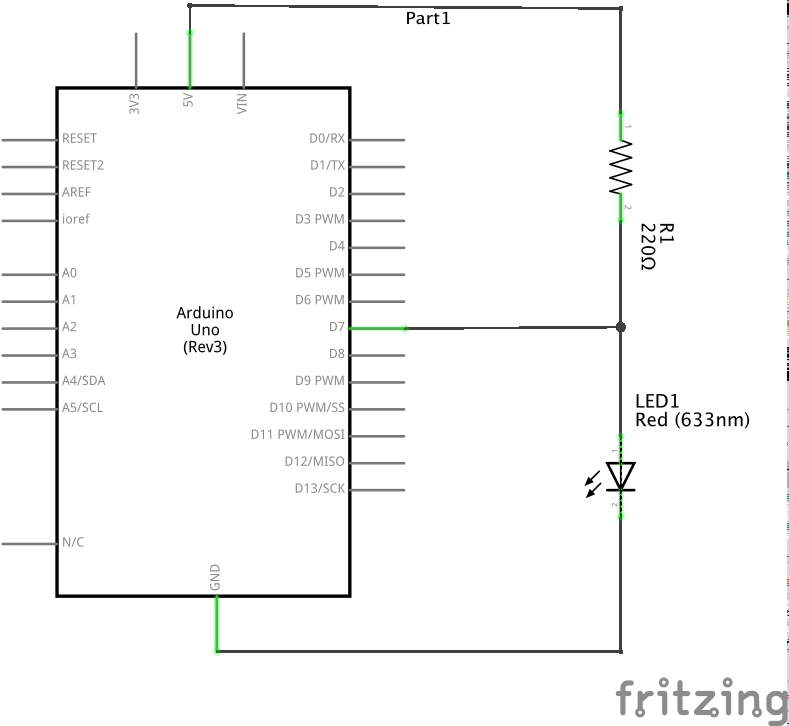 Part1
3V3
5V
VIN
RESET
RESET2
AREF
ioref
A0
A1
A2
A3
A4/SDA
A5/SCL
N/C
Arduino
Uno
(Rev3)
D0/RX
D1/TX
D2
D3 PWM
D4
D5 PWM
D6 PWM
D7
D8
D9 PWM
D10 PWM/SS
D11 PWM/MOSI
D12/MISO
D13/SCK
GND
1
2
R1
220Ω
LED1
Red (633nm)
1
2
fritzing